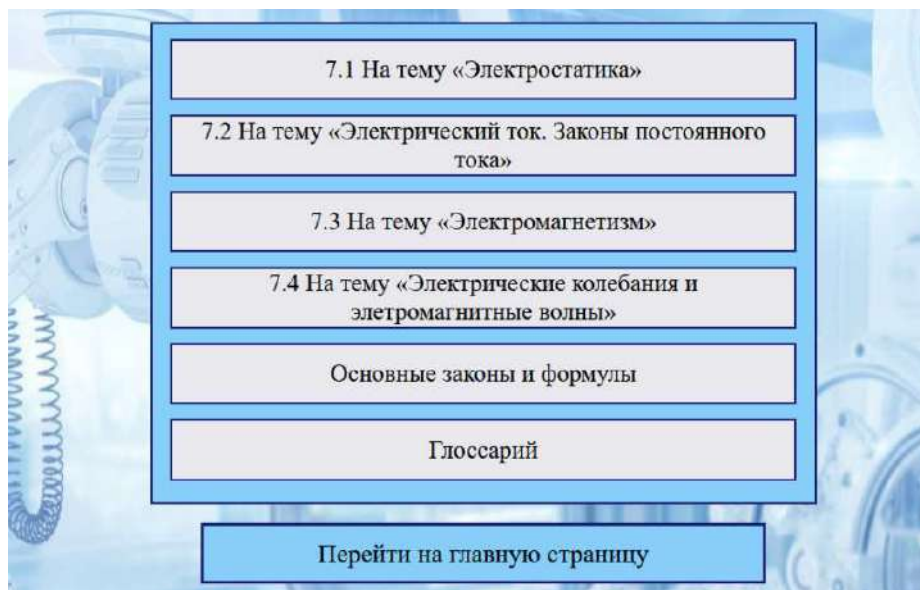 7.1 На тему «Электростатика»
7.2 На тему «Электрический ток. Законы постоянного
тока»
7.3 На тему «Электромагнетизм»
7.4 На тему «Электрические колебания и
элетромагнитные волны»
Основные законы и формулы
Глоссарий
Перейти на главную страницу